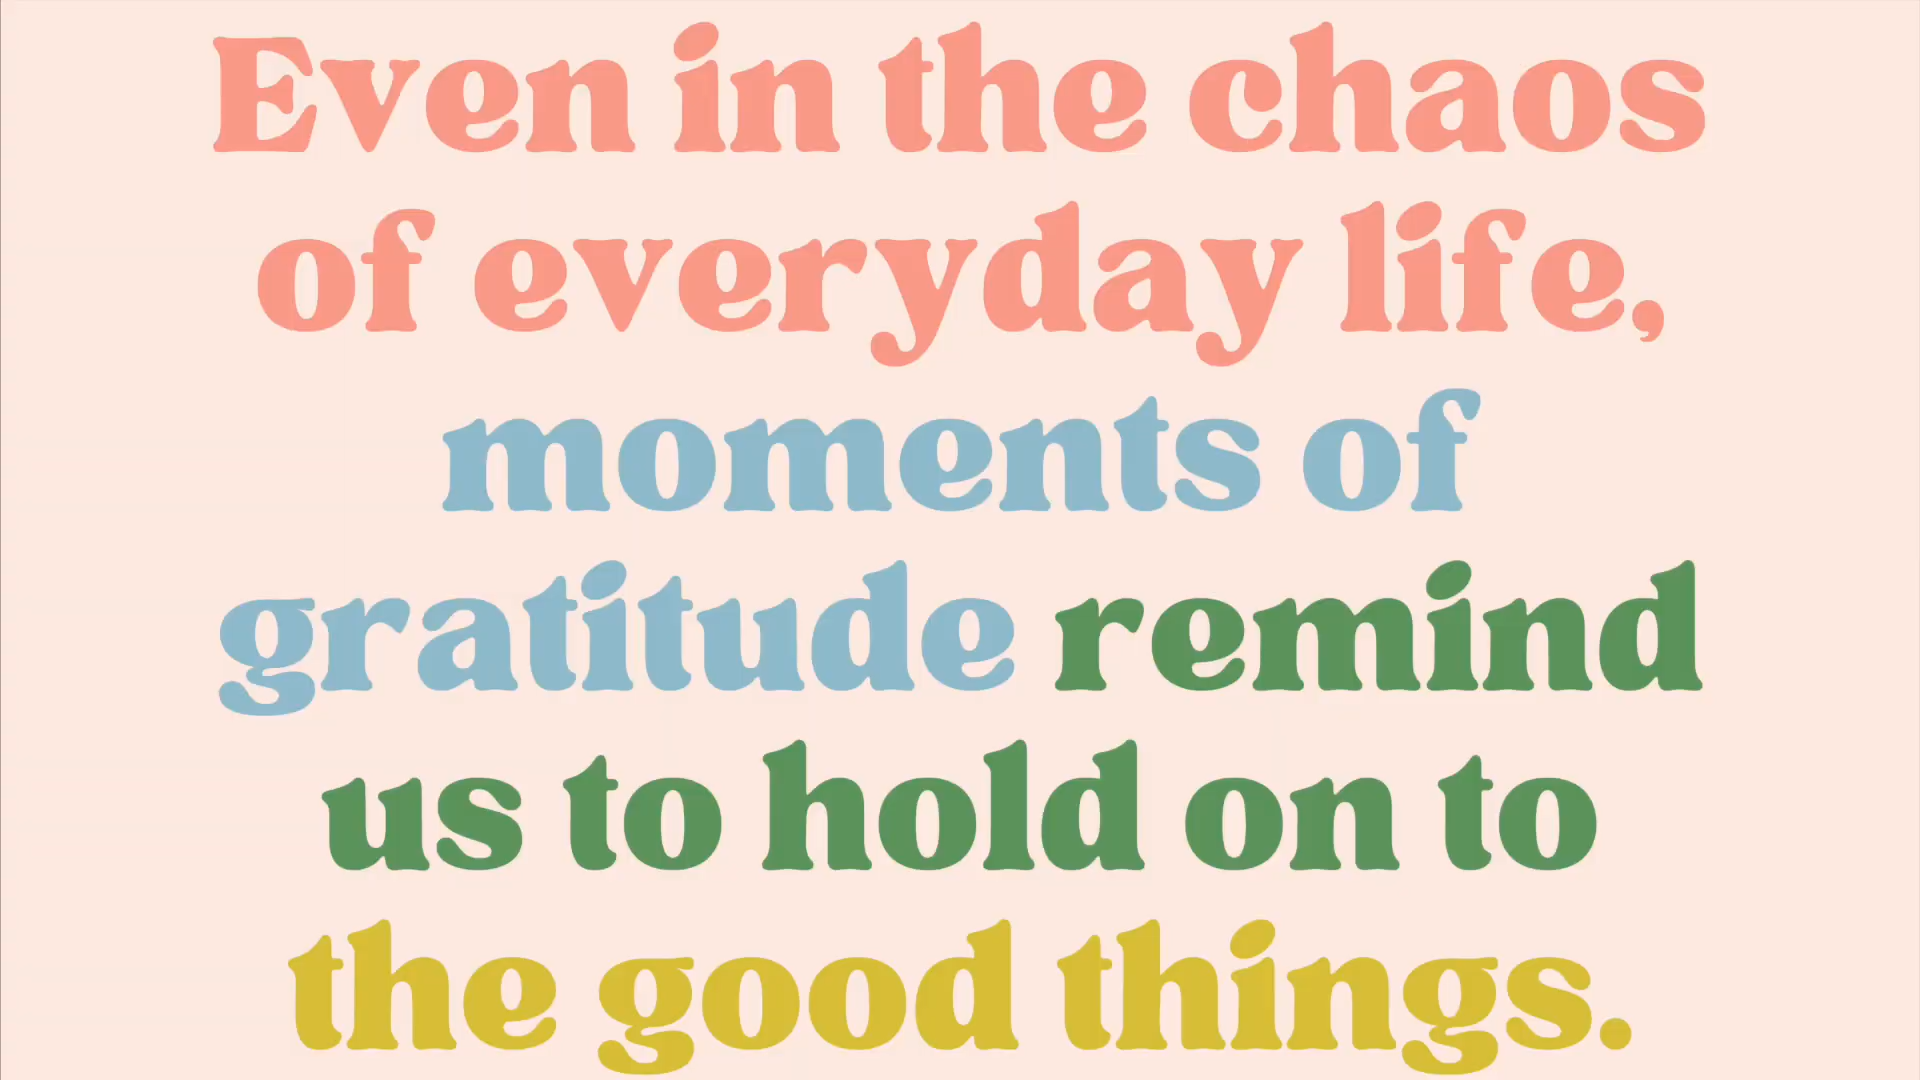 Even in the chaos
of everyday life,
moments of
gratitude remind
us to hold on to
the good things.